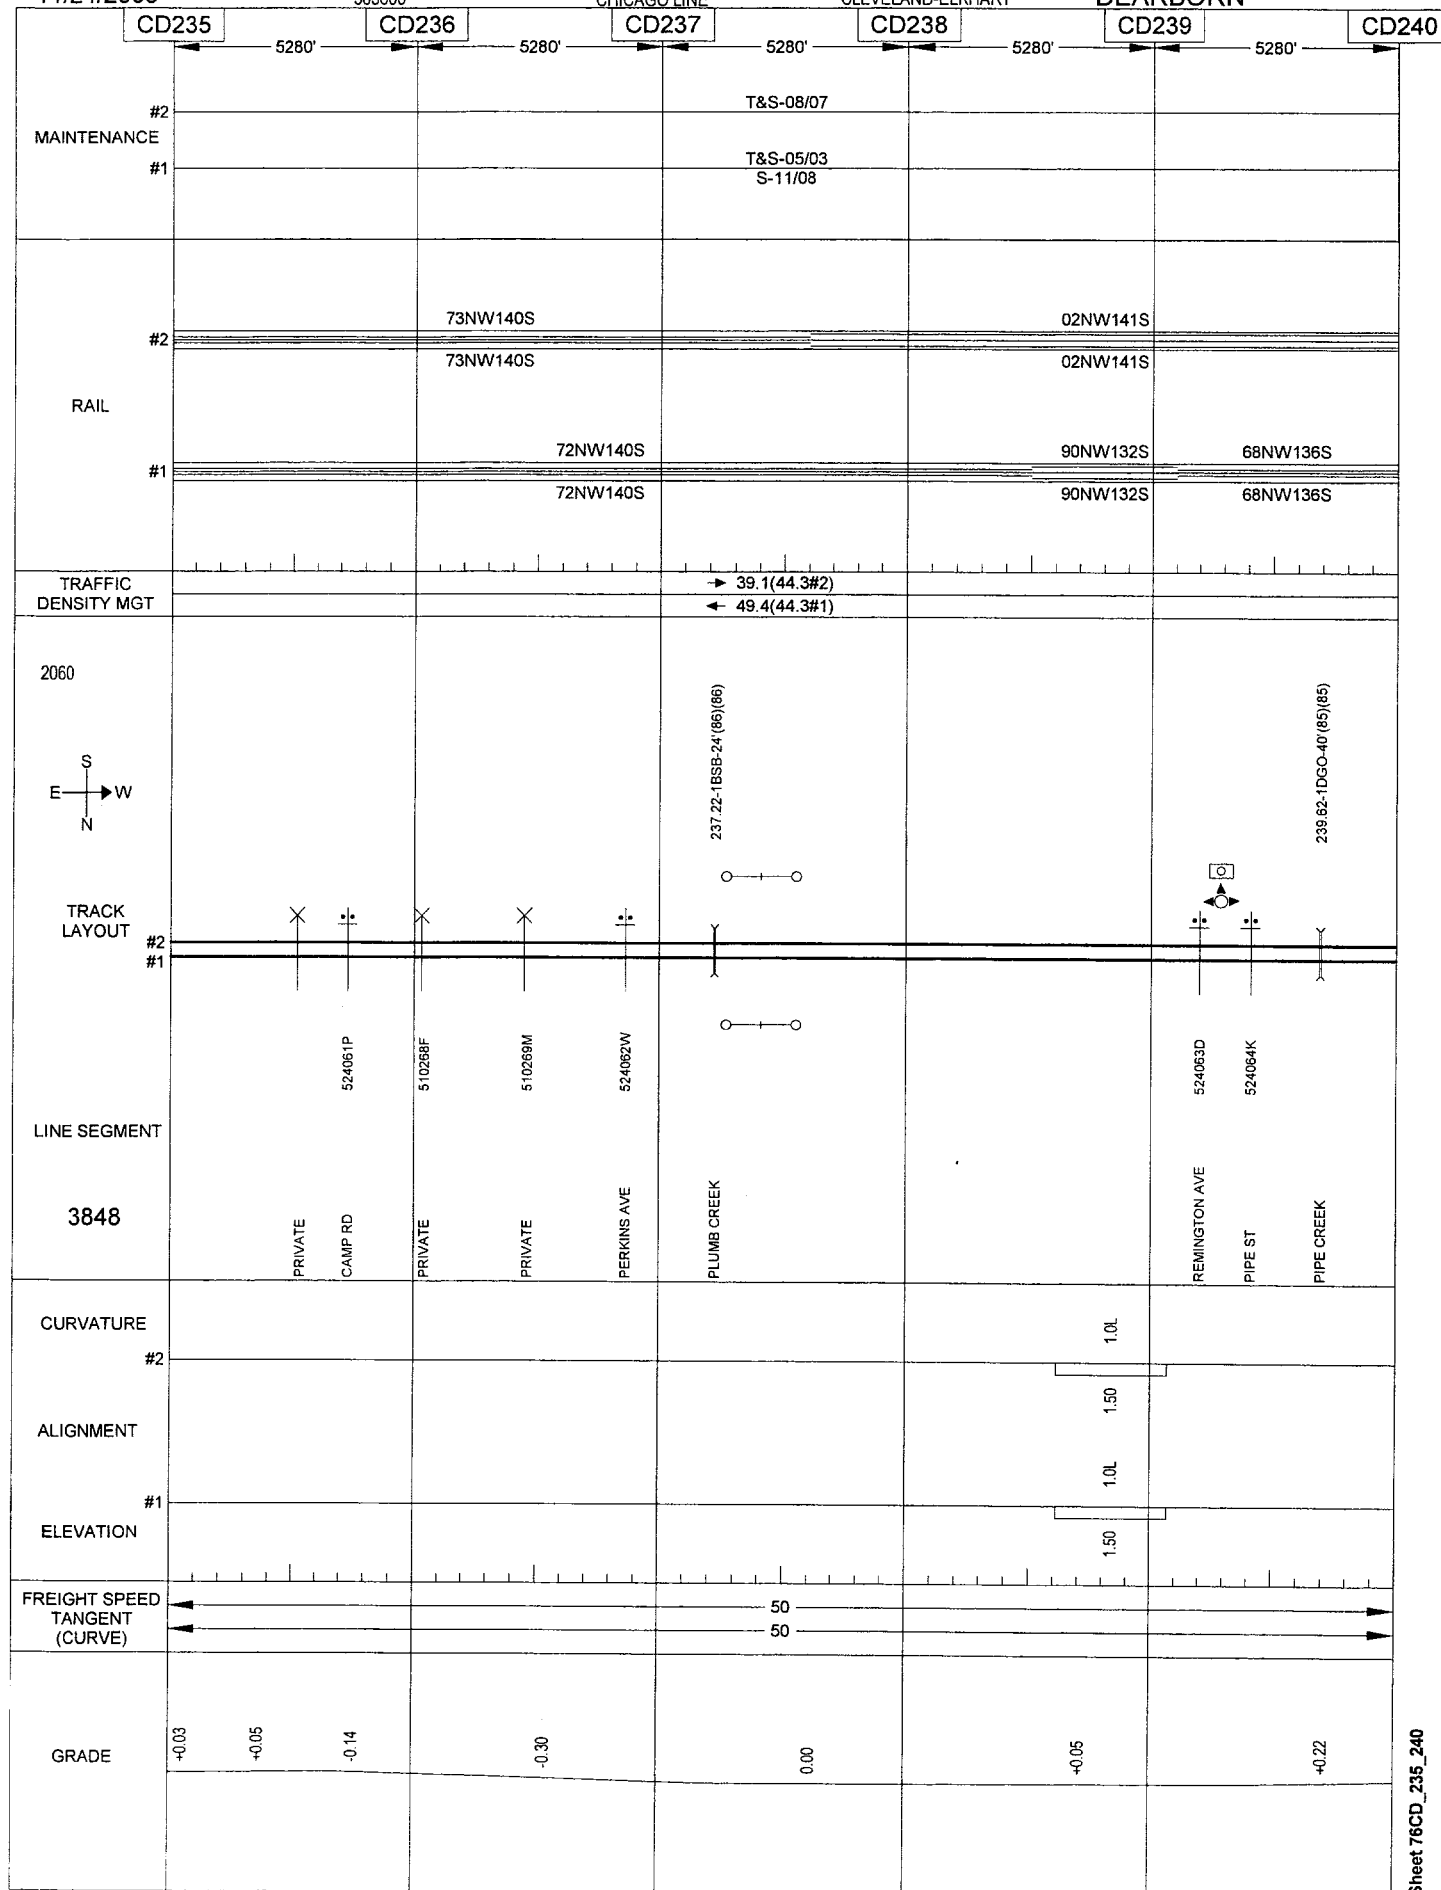 CHICAGO LINE
CD235 CD236 CD237 CD238 CD239 CD240
5280' 5280' 5280' 5280' 5280'
#2 T&S-08/07
MAINTENANCE
#1 T&S-05/03
S-11/08
73NW140S 02NW141S
#2
73NW140S 02NW141S
RAIL
72NW140S 90NW132S 68NW136S
#1
72NW140S 90NW132S 68NW136S
TRAFFIC
DENSITY MGT
39.1(44.3#2)
49.4(44.3#1)
2060
237.22-1BSB-24'(86)(86)
239.62-1DGO-40'(85)(85)
S
E W
N
TRACK
LAYOUT
#2
#1
524061P
510268F
510269M
524062W
524063D
524064K
LINE SEGMENT
3848
PRIVATE
CAMP RD
PRIVATE
PRIVATE
PERKINS AVE
PLUMB CREEK
REMINGTON AVE
PIPE ST
PIPE CREEK
CURVATURE
1.0L
#2
1.50
ALIGNMENT
1.0L
#1
ELEVATION
1.50
FREIGHT SPEED
TANGENT
(CURVE)
50
50
GRADE
+0.03
+0.05
-0.14
-0.30
0.00
+0.05
+0.22
Sheet 76CD_235_240